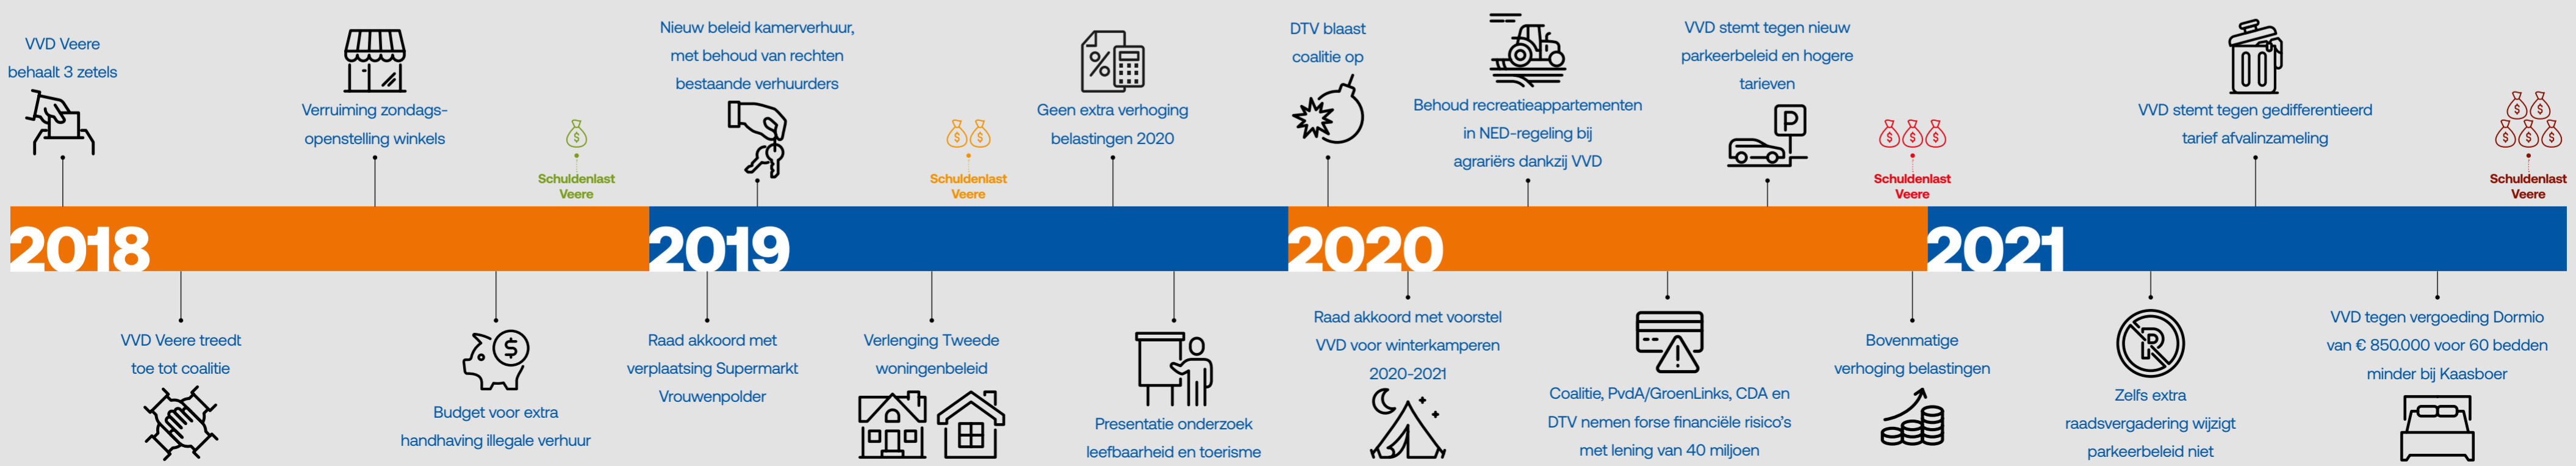 VVD Veere
behaalt 3 zetels
Verruiming zondags-
openstelling winkels
Schuldenlast
Veere
Nieuw beleid kamerverhuur,
met behoud van rechten
bestaande verhuurders
Schuldenlast
Veere
Geen extra verhoging
belastingen 2020
DTV blaast
coalitie op
Behoud recreatieappartementen
in NED-regeling bij
agrariërs dankzij VVD
VVD stemt tegen nieuw
parkeerbeleid en hogere
tarieven
P
Schuldenlast
Veere
VVD stemt tegen gedifferentieerd
tarief afvalinzameling
Schuldenlast
Veere
2018
2019
2020
2021
VVD Veere treedt
toe tot coalitie
Budget voor extra
handhaving illegale verhuur
Raad akkoord met
verplaatsing Supermarkt
Vrouwenpolder
Verlenging Tweede
woningenbeleid
Presentatie onderzoek
leefbaarheid en toerisme
Raad akkoord met voorstel
VVD voor winterkamperen
2020-2021
Coalitie, PvdA/GroenLinks, CDA en
DTV nemen forse financiële risico's
met lening van 40 miljoen
Bovenmatige
verhoging belastingen
P
Zelfs extra
raadsvergadering wijzigt
parkeerbeleid niet
VVD tegen vergoeding Dormio
van € 850.000 voor 60 bedden
minder bij Kaasboer